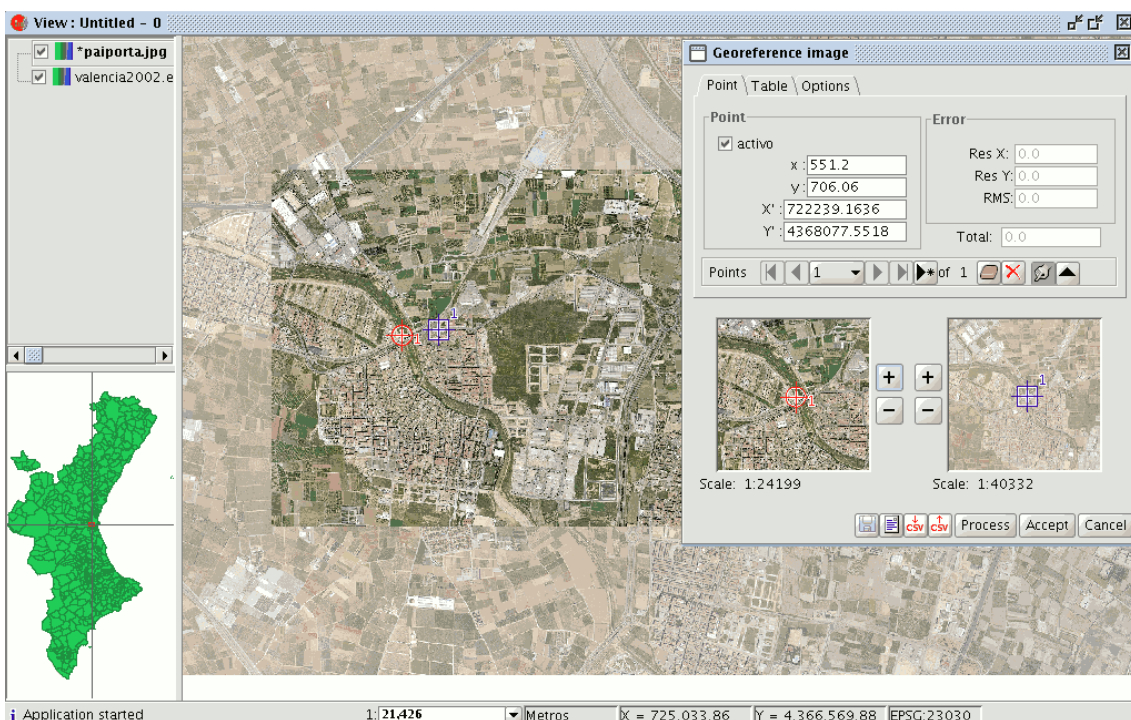 View : Untitled - 0
*paiporta.jpg
valencia2002.e
Georeference image
Point Table Options
Point
activo
x : 551.2
y : 706.06
X' : 722239.1636
Y' : 4368077.5518
Error
Res X: 0.0
Res Y: 0.0
RMS: 0.0
Total: 0.0
Points 1 of 1
1
1
1
1
Scale: 1:24199
Scale: 1:40332
csv csv Process Accept Cancel
Application started 1: 21.426 Metros X = 725.033,86 Y = 4.366.569,88 EPSG:23030